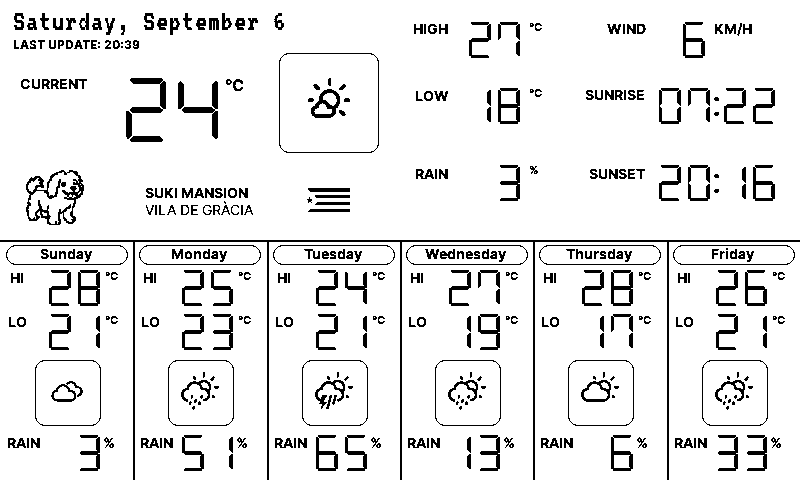 Saturday, September 6
LAST UPDATE: 20:39
CURRENT 24 °C
HIGH 27 °C
WIND 6 KM/H
LOW 18 °C
SUNRISE 07:22
RAIN 3 %
SUNSET 20:16
SUKI MANSION
VILA DE GRÀCIA
Sunday
HI 28 °C
LO 21 °C
RAIN 3 %
Monday
HI 25 °C
LO 23 °C
RAIN 51 %
Tuesday
HI 24 °C
LO 21 °C
RAIN 65 %
Wednesday
HI 27 °C
LO 19 °C
RAIN 13 %
Thursday
HI 28 °C
LO 17 °C
RAIN 6 %
Friday
HI 26 °C
LO 21 °C
RAIN 33 %